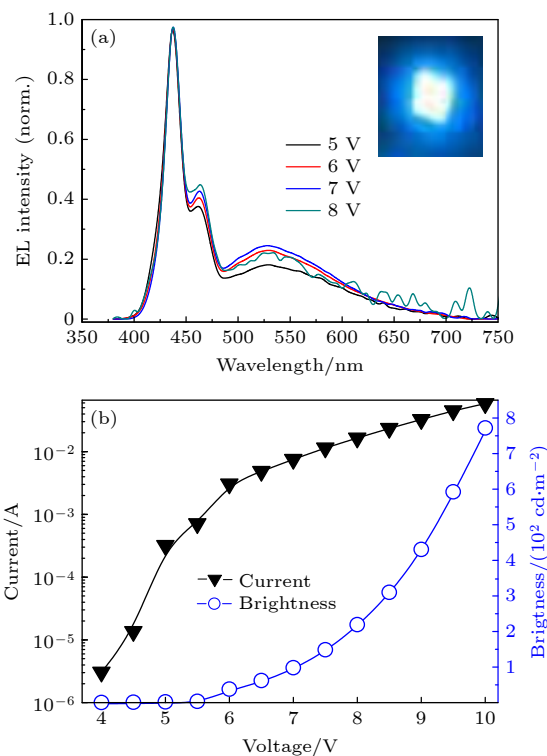 (a)
1.0
0.8
0.6
0.4
0.2
0
EL intensity (norm.)
5 V
6 V
7 V
8 V
350 400 450 500 550 600 650 700 750
Wavelength/nm
(b)
10⁻²
10⁻³
10⁻⁴
10⁻⁵
10⁻⁶
Current/A
Current
Brightness
8
7
6
5
4
3
2
1
Brigtness/(10² cd·m⁻²)
4 5 6 7 8 9 10
Voltage/V